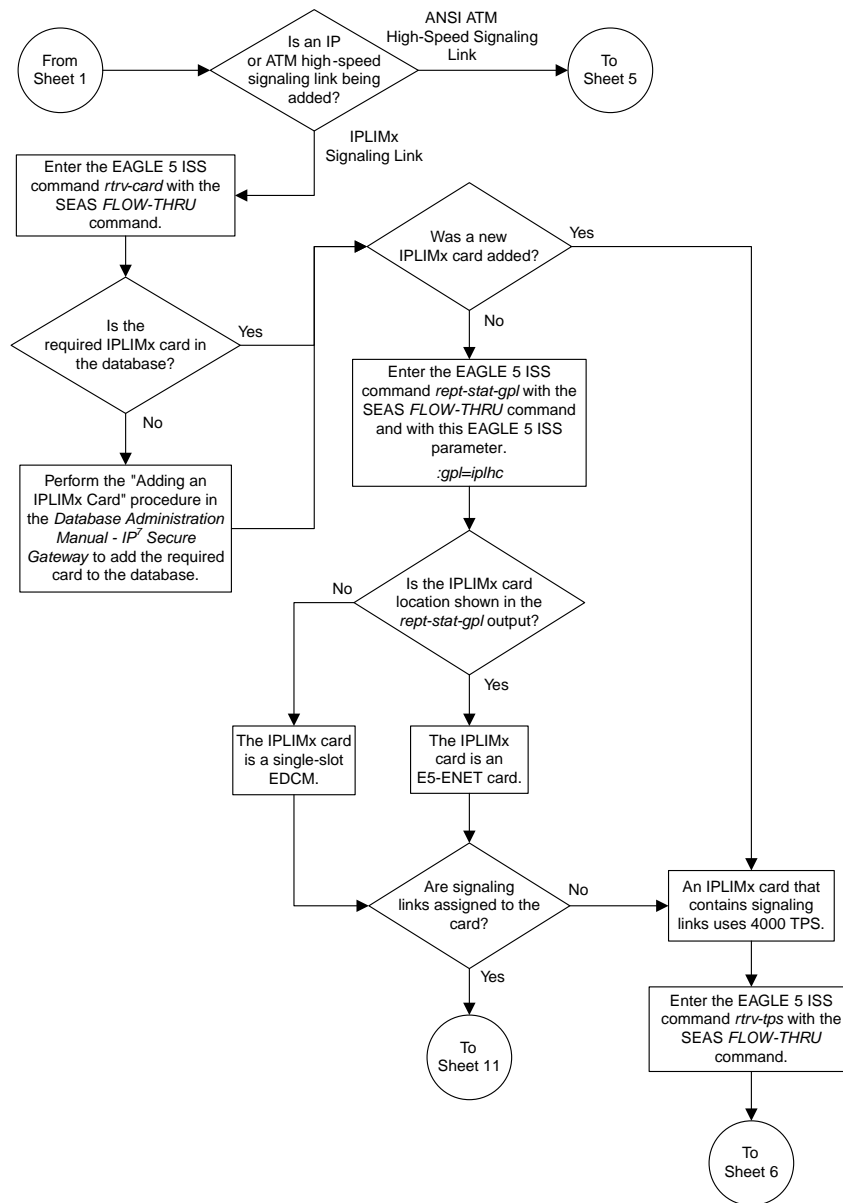 From
Sheet 1
Is an IP
or ATM high-speed
signaling link being
added?
ANSI ATM
High-Speed Signaling
Link
To
Sheet 5
IPLIMx
Signaling Link
Enter the EAGLE 5 ISS
command rtrv-card with the
SEAS FLOW-THRU
command.
Is the
required IPLIMx card in
the database?
Yes
No
Perform the "Adding an
IPLIMx Card" procedure in
the Database Administration
Manual - IP7 Secure
Gateway to add the required
card to the database.
Was a new
IPLIMx card added?
Yes
No
Enter the EAGLE 5 ISS
command rept-stat-gpl with the
SEAS FLOW-THRU command
and with this EAGLE 5 ISS
parameter.
:gpl=iplhc
Is the IPLIMx card
location shown in the
rept-stat-gpl output?
No
Yes
The IPLIMx card
is a single-slot
EDCM.
The IPLIMx
card is an
E5-ENET card.
Are signaling
links assigned to the
card?
No
Yes
To
Sheet 11
An IPLIMx card that
contains signaling
links uses 4000 TPS.
Enter the EAGLE 5 ISS
command rtrv-tps with the
SEAS FLOW-THRU
command.
To
Sheet 6